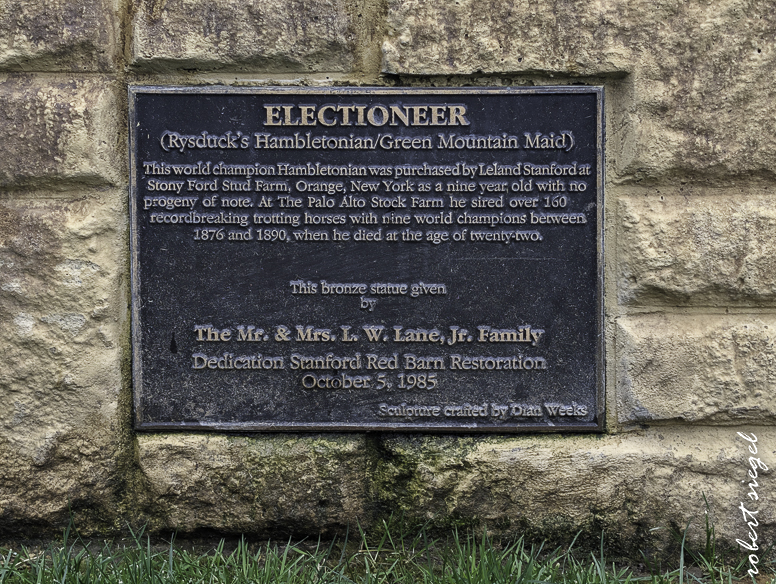 ELECTIONEER
(Rysduck's Hambletonian/Green Mountain Maid)
This world champion Hambletonian was purchased by Leland Stanford at
Stony Ford Stud Farm, Orange, New York as a nine year old with no
progeny of note. At The Palo Alto Stock Farm he sired over 160
recordbreaking trotting horses with nine world champions between
1876 and 1890, when he died at the age of twenty-two.
This bronze statue given
by
The Mr. & Mrs. L. W. Lane, Jr. Family
Dedication Stanford Red Barn Restoration
October 5, 1985
Sculpture crafted by Oian Weeks
robert siegel